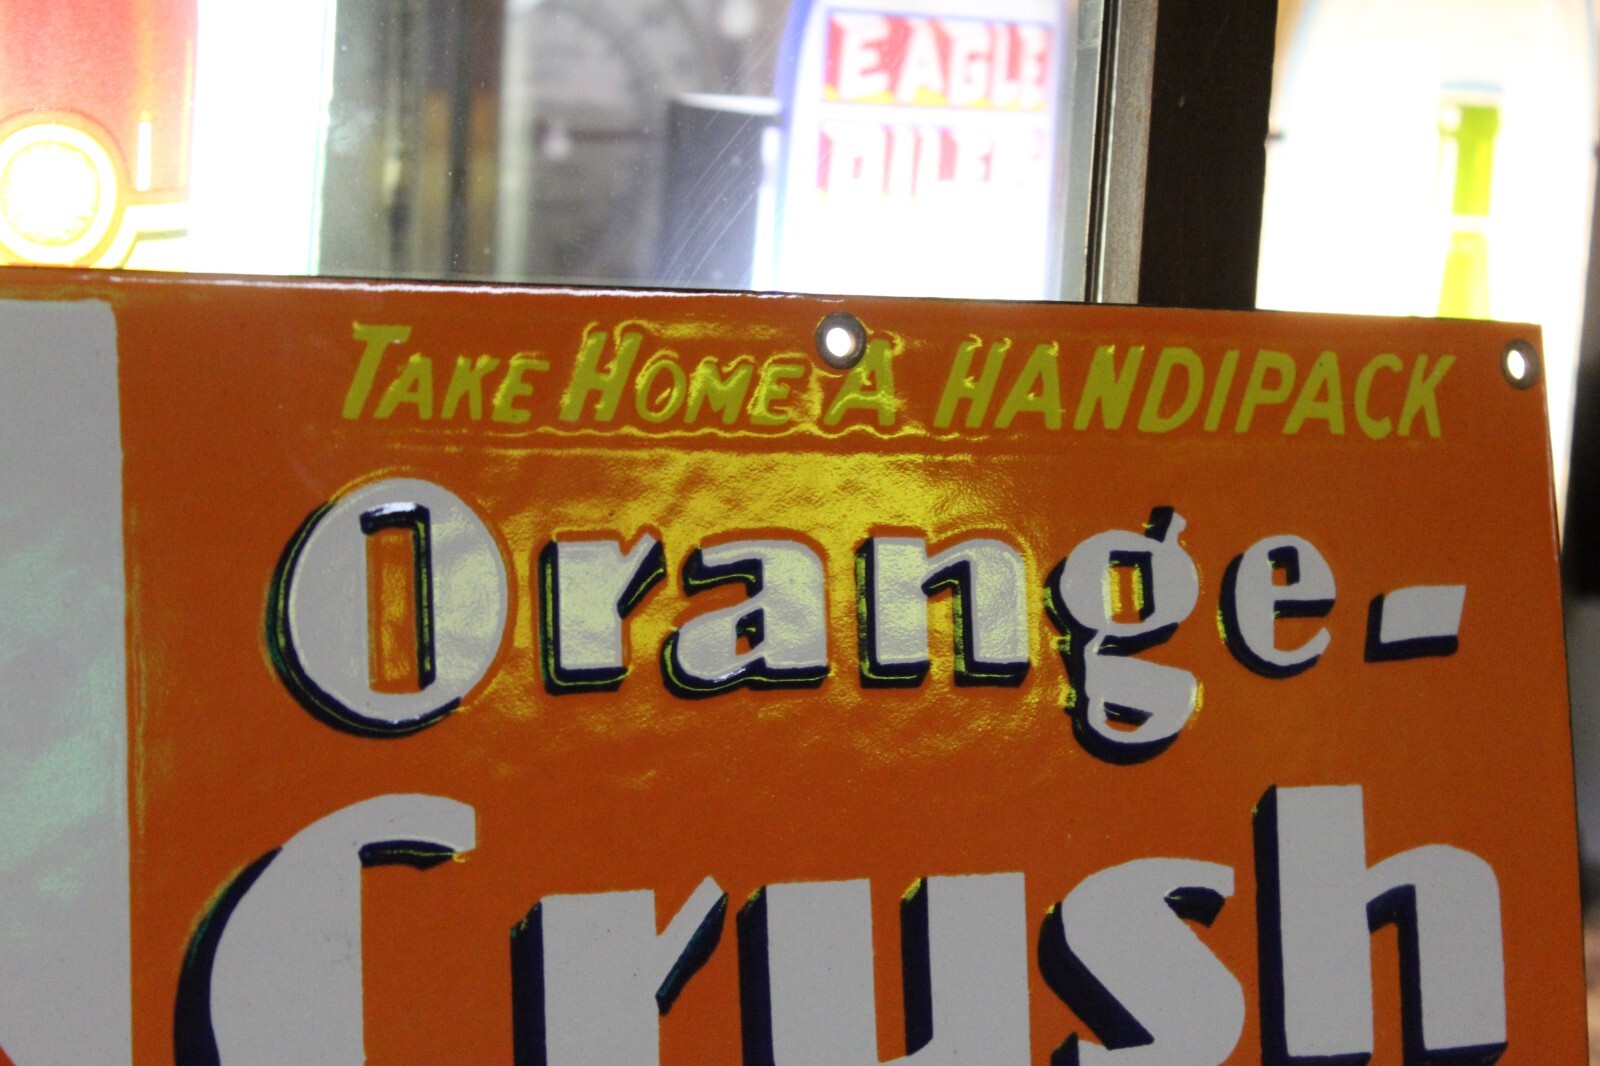 EAGLE
TAKE HOME A HANDIPACK
Orange-
Crush